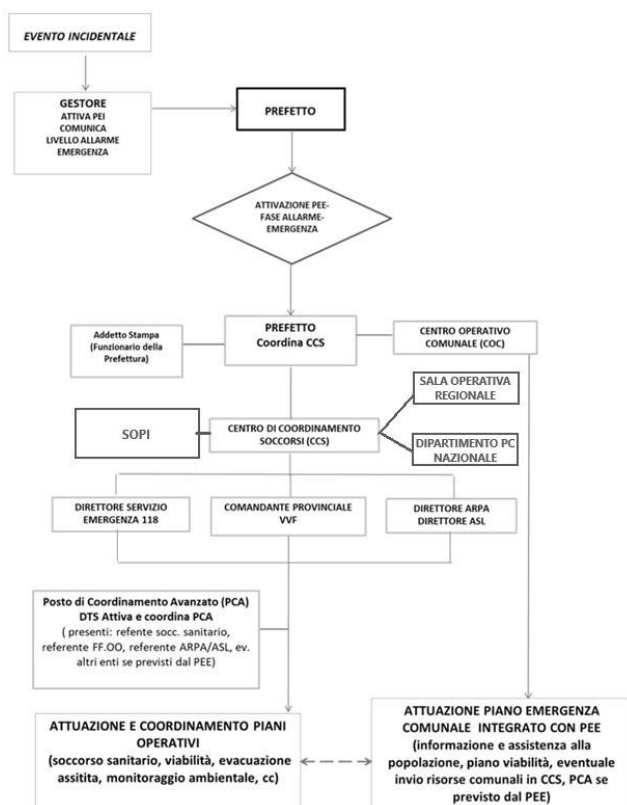 EVENTO INCIDENTALE
GESTORE
ATTIVA PEI
COMUNICA
LIVELLO ALLARME
EMERGENZA
PREFETTO
ATTIVAZIONE PEE-
FASE ALLARME-
EMERGENZA
Addetto Stampa
(Funzionario della
Prefettura)
PREFETTO
Coordina CCS
CENTRO OPERATIVO
COMUNALE (COC)
SALA OPERATIVA
REGIONALE
SOPI
CENTRO DI COORDINAMENTO
SOCCORSI (CCS)
DIPARTIMENTO PC
NAZIONALE
DIRETTORE SERVIZIO
EMERGENZA 118
COMANDANTE PROVINCIALE
VVF
DIRETTORE ARPA
DIRETTORE ASL
Posto di Coordinamento Avanzato (PCA)
DTS Attiva e coordina PCA
( presenti: refente socc. sanitario,
referente FF.OO, referente ARPA/ASL, ev.
altri enti se previsti dal PEE)
ATTUAZIONE E COORDINAMENTO PIANI
OPERATIVI
(soccorso sanitario, viabilità, evacuazione
assitita, monitoraggio ambientale, cc)
ATTUAZIONE PIANO EMERGENZA
COMUNALE INTEGRATO CON PEE
(informazione e assistenza alla
popolazione, piano viabilità, eventuale
invio risorse comunali in CCS, PCA se
previsto dal PEE)